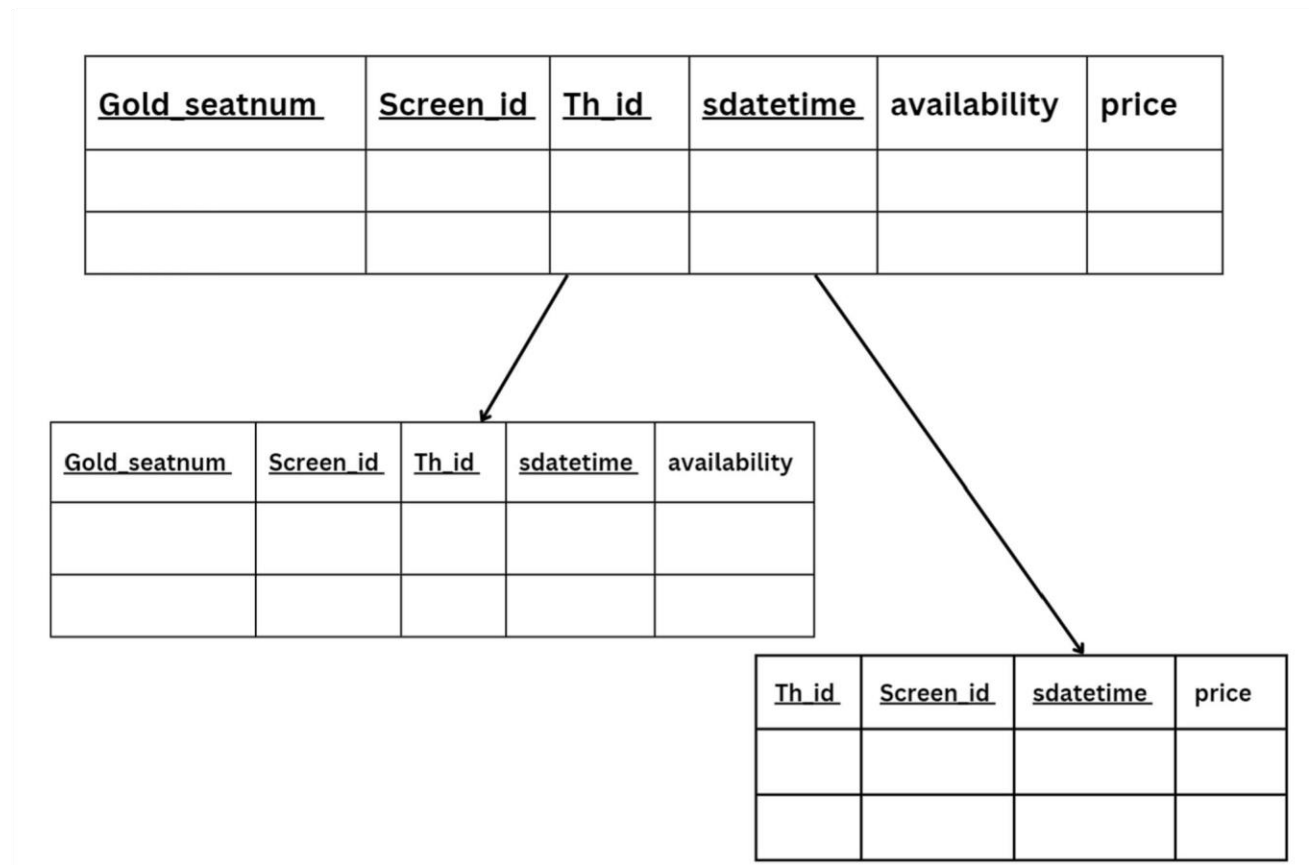 Gold_seatnum Screen_id Th_id sdatetime availability price
Gold_seatnum Screen_id Th_id sdatetime availability
Th_id Screen_id sdatetime price